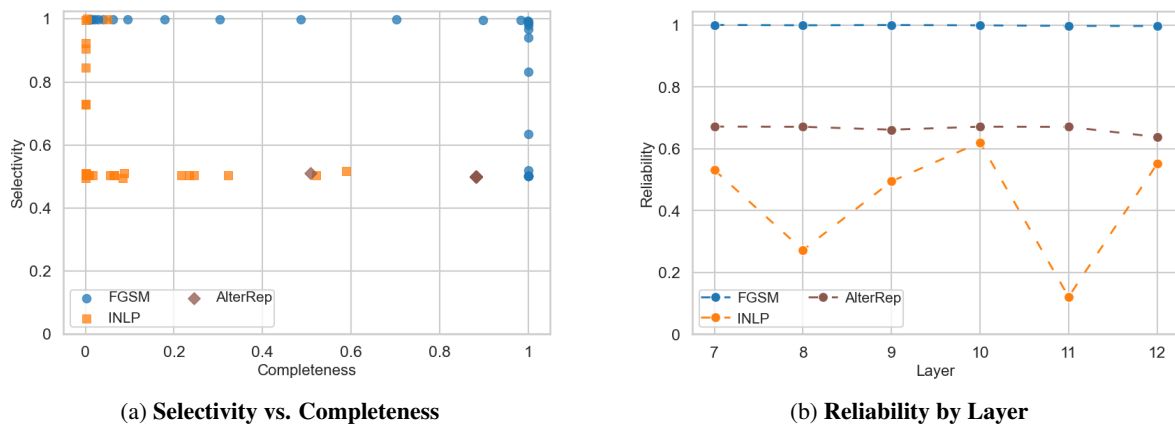 1
0.8
0.6
0.4
0.2
0
Selectivity
FGSM
INLP
AlterRep
0 0.2 0.4 0.6 0.8 1
Completeness
(a) Selectivity vs. Completeness
1
0.8
0.6
0.4
0.2
0
Reliability
FGSM
INLP
AlterRep
7 8 9 10 11 12
Layer
(b) Reliability by Layer